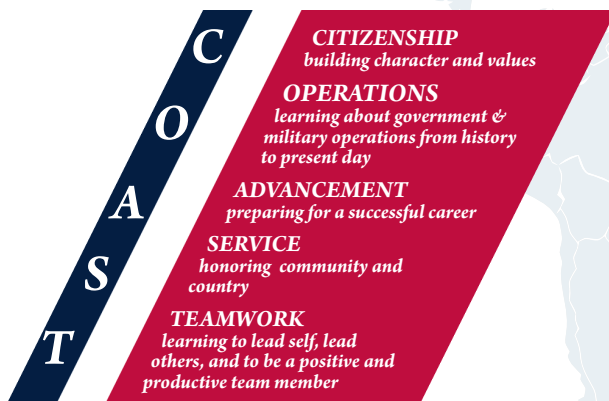 C
O
A
S
T
CITIZENSHIP
building character and values
OPERATIONS
learning about government &
military operations from history
to present day
ADVANCEMENT
preparing for a successful career
SERVICE
honoring community and
country
TEAMWORK
learning to lead self, lead
others, and to be a positive and
productive team member